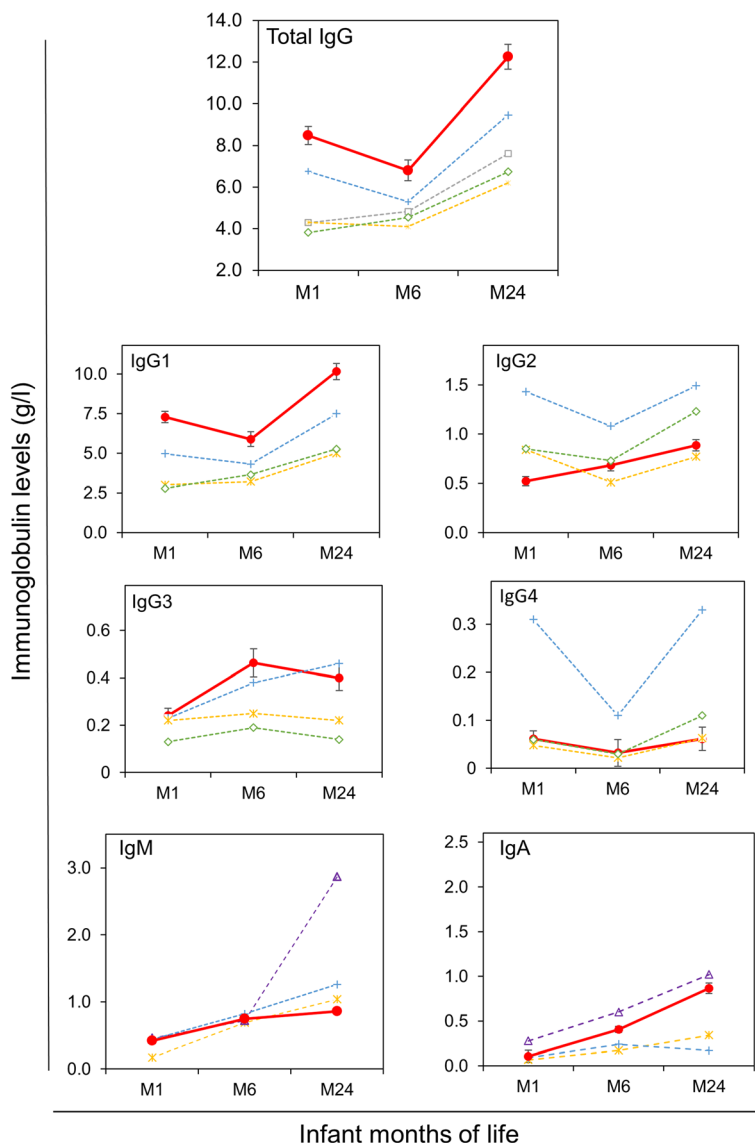 Total IgG
14.0
12.0
10.0
8.0
6.0
4.0
2.0
M1 M6 M24
Immunoglobulin levels (g/l)
IgG1
10.0
7.5
5.0
2.5
0.0
M1 M6 M24
IgG2
1.5
1.0
0.5
0.0
M1 M6 M24
IgG3
0.6
0.4
0.2
0
M1 M6 M24
IgG4
0.3
0.2
0.1
0
M1 M6 M24
IgM
3.0
2.0
1.0
0.0
M1 M6 M24
IgA
2.5
2.0
1.5
1.0
0.5
0.0
M1 M6 M24
Infant months of life